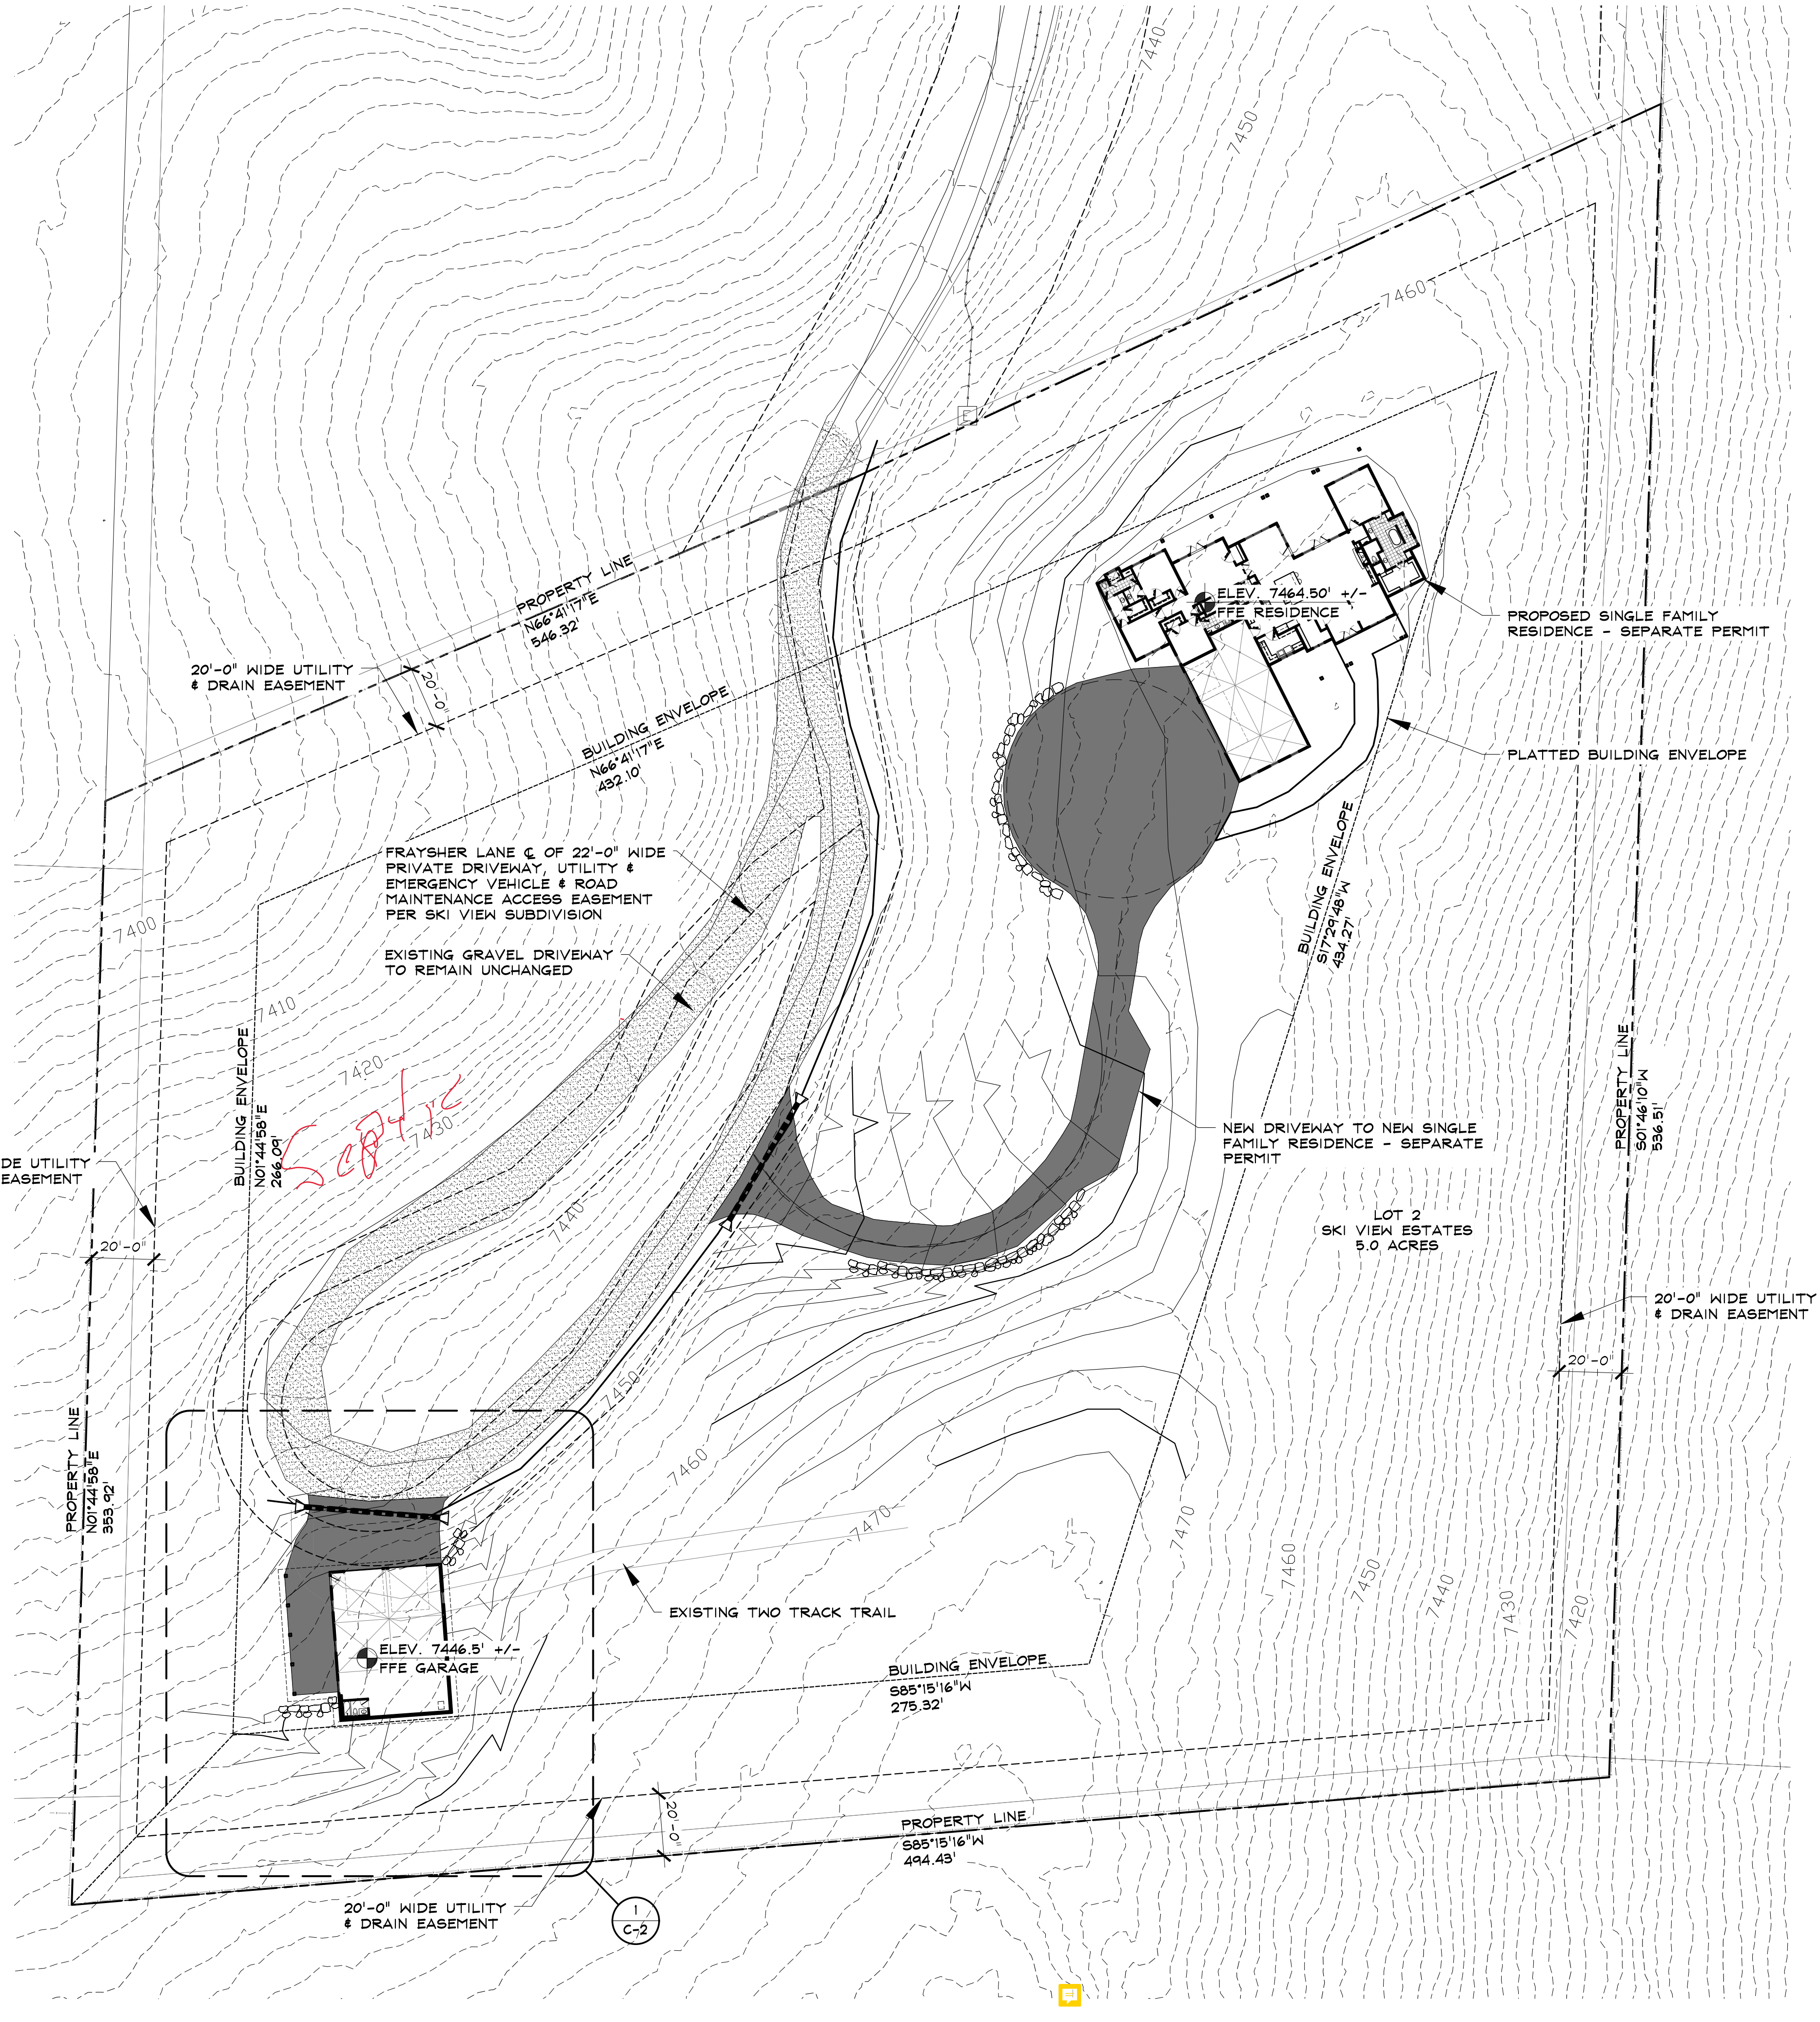 7440
7450
7460
PROPERTY LINE
N66°41'17"E
546.32'
E
ELEV. 7464.50' +/-
FFE RESIDENCE
PROPOSED SINGLE FAMILY
RESIDENCE - SEPARATE PERMIT
20'-0" WIDE UTILITY
& DRAIN EASEMENT
20'-0"
BUILDING ENVELOPE
N66°41'17"E
432.10'
PLATTED BUILDING ENVELOPE
FRAYSHER LANE ℄ OF 22'-0" WIDE
PRIVATE DRIVEWAY, UTILITY &
EMERGENCY VEHICLE & ROAD
MAINTENANCE ACCESS EASEMENT
PER SKI VIEW SUBDIVISION
BUILDING ENVELOPE
S17°29'48"W
434.27'
7400
EXISTING GRAVEL DRIVEWAY
TO REMAIN UNCHANGED
7410
7420
7430
Septic
BUILDING ENVELOPE
N01°44'58"E
266.09'
PROPERTY LINE
S01°46'10"W
536.51'
NEW DRIVEWAY TO NEW SINGLE
FAMILY RESIDENCE - SEPARATE
PERMIT
DE UTILITY
EASEMENT
20'-0"
7440
LOT 2
SKI VIEW ESTATES
5.0 ACRES
20'-0" WIDE UTILITY
& DRAIN EASEMENT
20'-0"
7450
PROPERTY LINE
N01°44'58"E
353.92'
7460
7470
7470
7460
7450
7440
7430
7420
EXISTING TWO TRACK TRAIL
ELEV. 7446.5' +/-
FFE GARAGE
BUILDING ENVELOPE
S85°15'16"W
275.32'
20'-0"
PROPERTY LINE
S85°15'16"W
494.43'
20'-0" WIDE UTILITY
& DRAIN EASEMENT
1
C-2